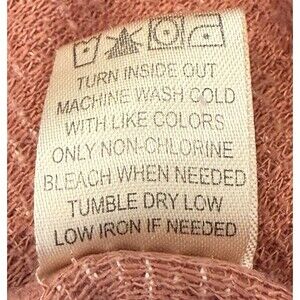 TURN INSIDE OUT
MACHINE WASH COLD
WITH LIKE COLORS
ONLY NON-CHLORINE
BLEACH WHEN NEEDED
TUMBLE DRY LOW
LOW IRON IF NEEDED